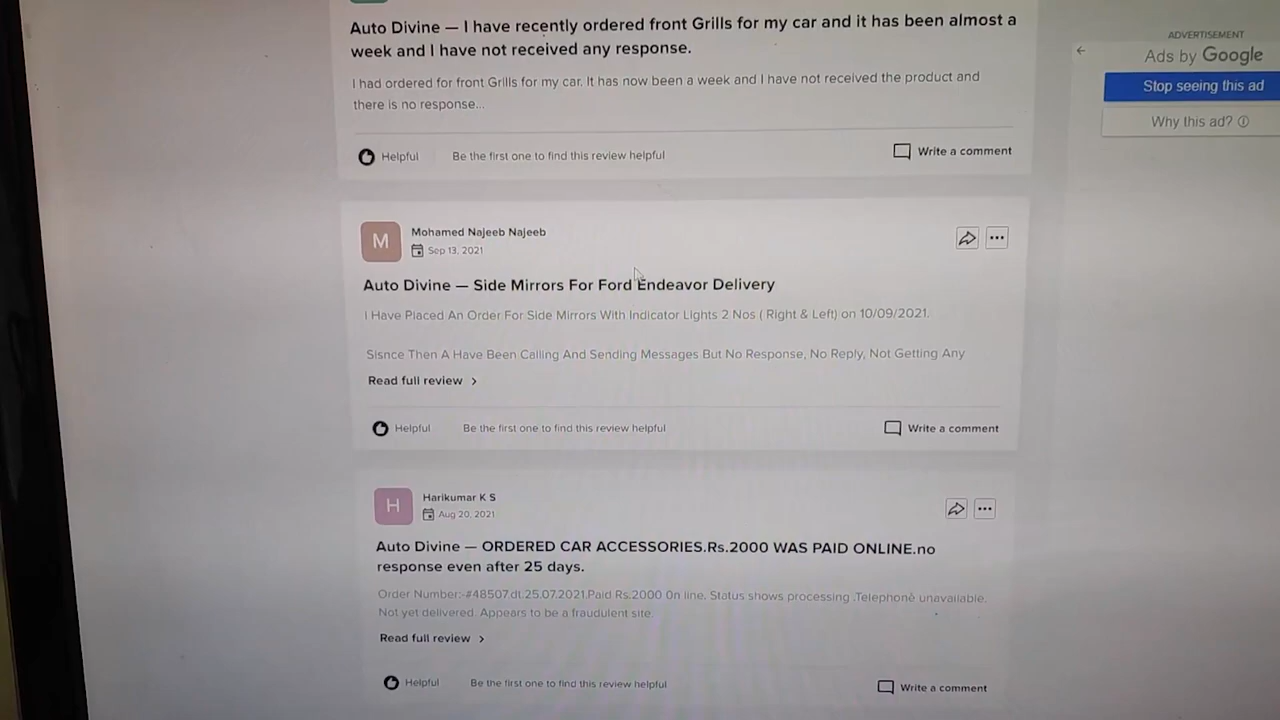 Auto Divine — I have recently ordered front Grills for my car and it has been almost a
week and I have not received any response.
I had ordered for front Grills for my car. It has now been a week and I have not received the product and
there is no response...
Helpful
Be the first one to find this review helpful
Write a comment
ADVERTISEMENT
Ads by Google
Stop seeing this ad
Why this ad?
M
Mohamed Najeeb Najeeb
Sep 13, 2021
Auto Divine — Side Mirrors For Ford Endeavor Delivery
I Have Placed An Order For Side Mirrors With Indicator Lights 2 Nos ( Right & Left) on 10/09/2021.
Sisnce Then A Have Been Calling And Sending Messages But No Response, No Reply, Not Getting Any
Read full review >
Helpful
Be the first one to find this review helpful
Write a comment
H
Harikumar K S
Aug 20, 2021
Auto Divine — ORDERED CAR ACCESSORIES.Rs.2000 WAS PAID ONLINE.no
response even after 25 days.
Order Number:-#48507.dt.25.07.2021.Paid Rs.2000 0n line. Status shows processing .Telephone unavailable.
Not yet delivered. Appears to be a fraudulent site.
Read full review >
Helpful
Be the first one to find this review helpful
Write a comment